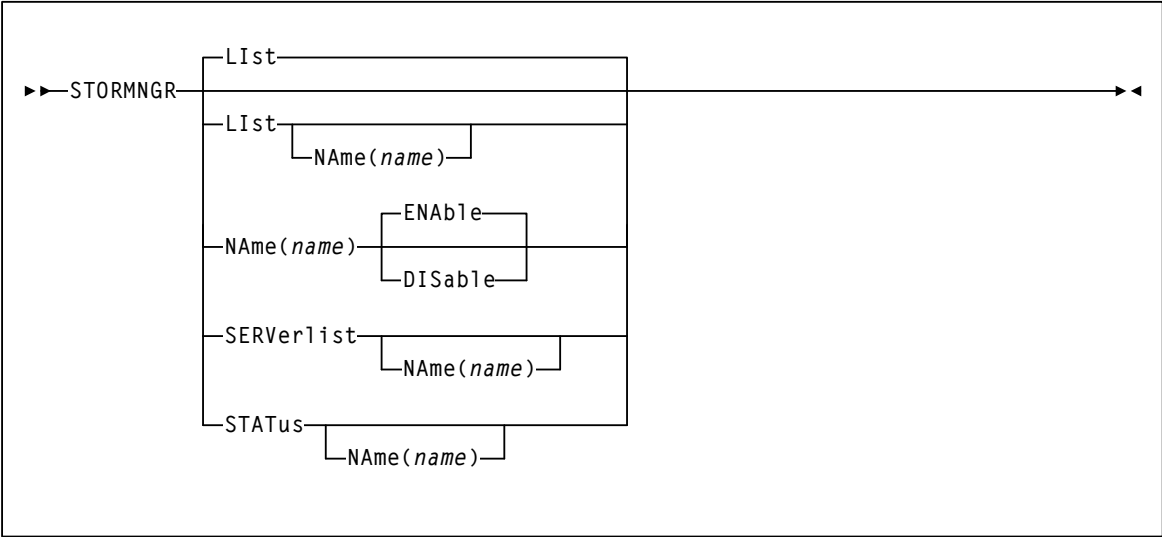 LIst
STORMNGR
LIst
NAme(name)
ENAble
NAme(name)
DISable
SERVerlist
NAme(name)
STATus
NAme(name)